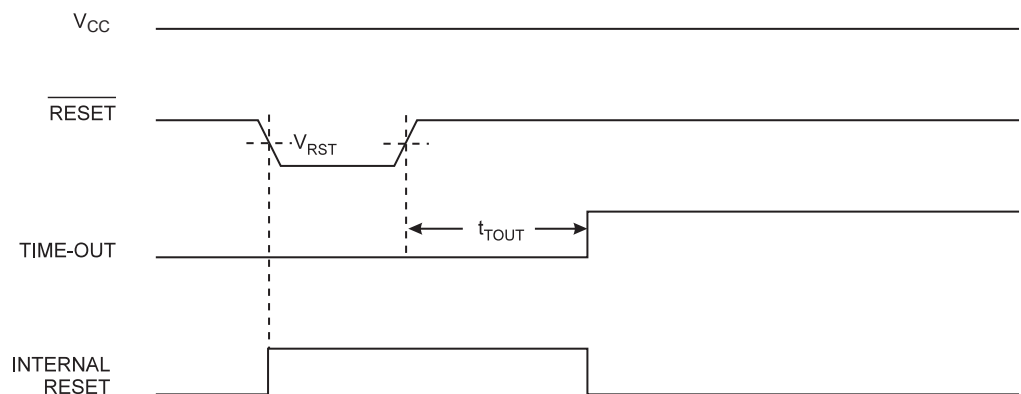 VCC
RESET
VRST
tTOUT
TIME-OUT
INTERNAL
RESET